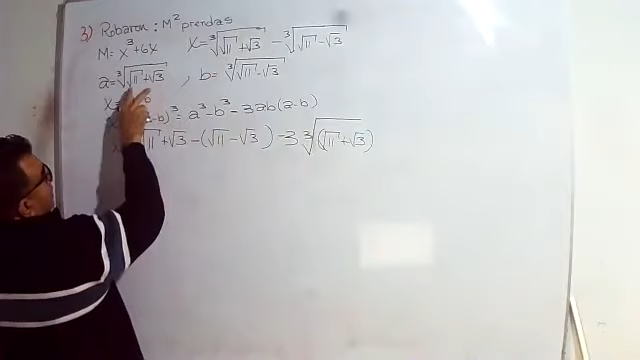 3) Robaron : M² prendas
M = x³+6x   x = ∛(√11 + √3) - ∛(√11 - √3)
a = ∛(√11 + √3) , b = ∛(√11 - √3)
x = b
-b)³ = a³ - b³ - 3ab(a-b)
√11 + √3 - (√11 - √3) - 3∛(√11 + √3)